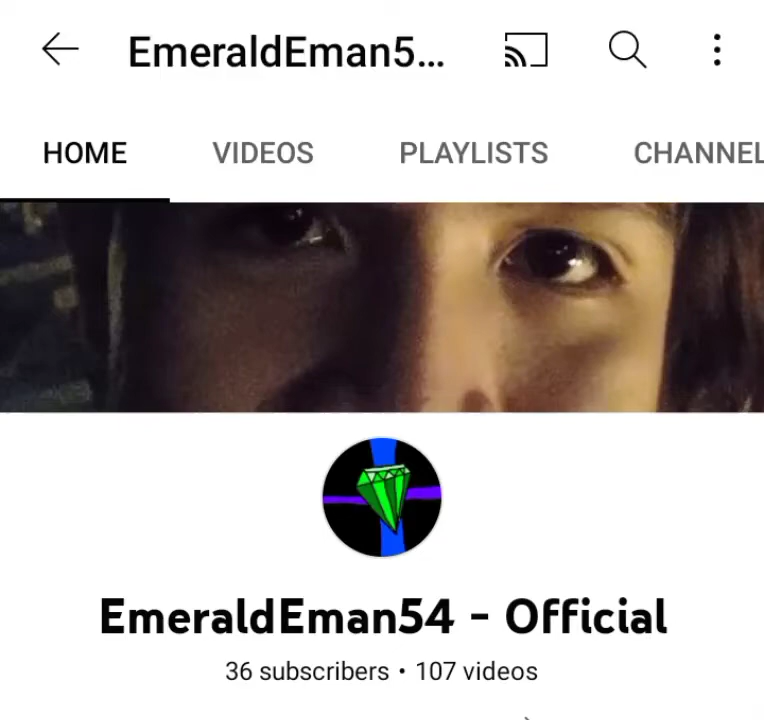 EmeraldEman5...
HOME VIDEOS PLAYLISTS CHANNEL
EmeraldEman54 - Official
36 subscribers • 107 videos